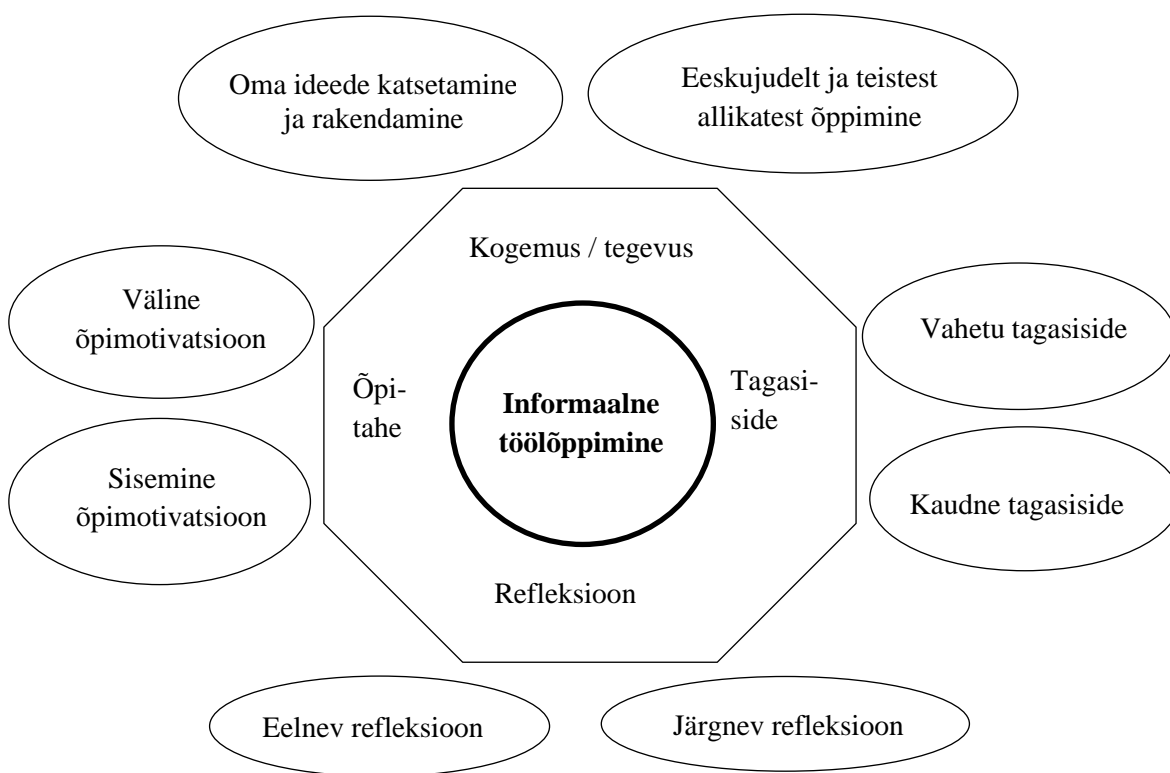 Oma ideede katsetamine
ja rakendamine
Eeskujudelt ja teistest
allikatest õppimine
Kogemus / tegevus
Väline
õpimotivatsioon
Vahetu tagasiside
Õpi-
tahe
Informaalne
töölõppimine
Tagasi-
side
Sisemine
õpimotivatsioon
Kaudne tagasiside
Refleksioon
Eelnev refleksioon
Järgnev refleksioon